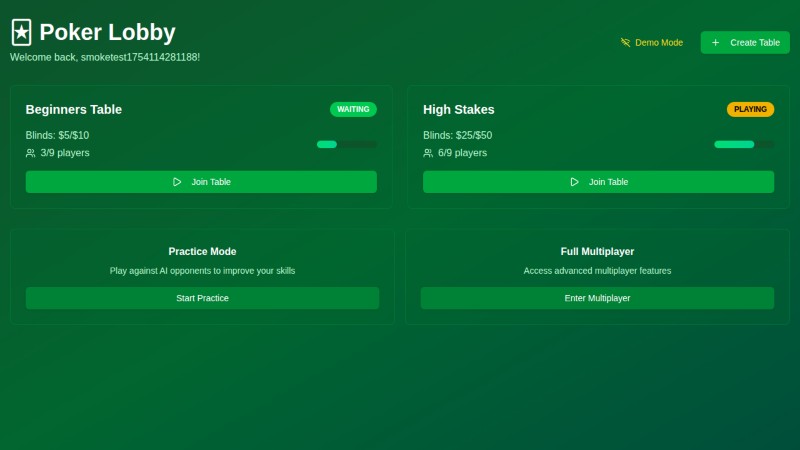 Poker Lobby
Welcome back, smoketest1754114281188!
Demo Mode
Create Table
Beginners Table
WAITING
Blinds: $5/$10
3/9 players
Join Table
High Stakes
PLAYING
Blinds: $25/$50
6/9 players
Join Table
Practice Mode
Play against AI opponents to improve your skills
Start Practice
Full Multiplayer
Access advanced multiplayer features
Enter Multiplayer